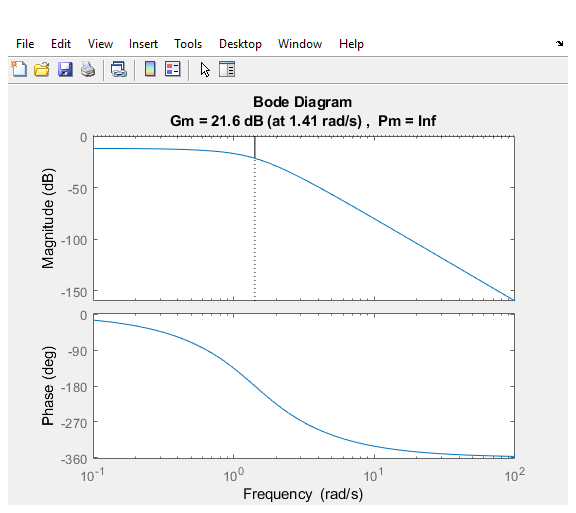 File Edit View Insert Tools Desktop Window Help
Bode Diagram
Gm = 21.6 dB (at 1.41 rad/s) , Pm = Inf
Magnitude (dB)
0
-50
-100
-150
Phase (deg)
0
-90
-180
-270
-360
10^-1 10^0 10^1 10^2
Frequency (rad/s)